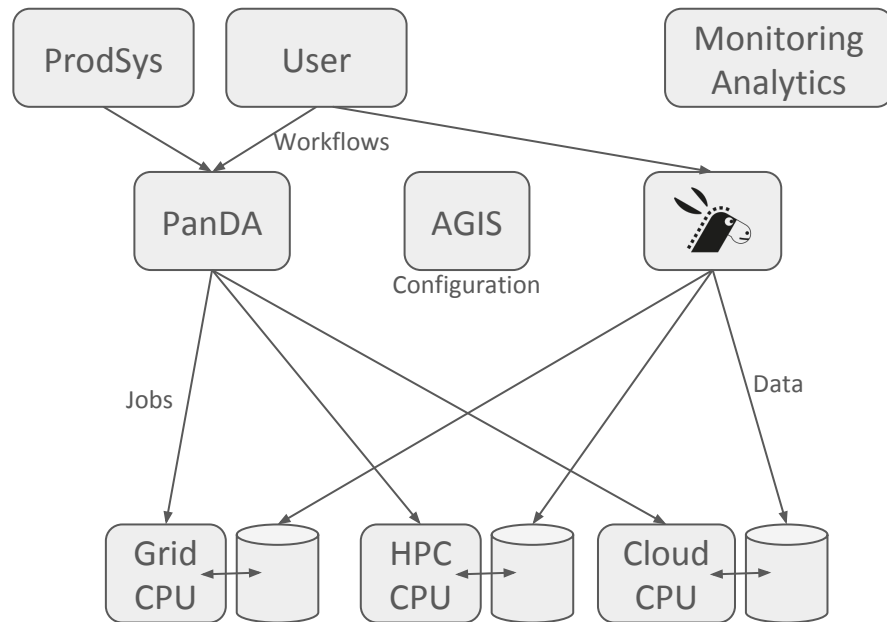 ProdSys
User
Monitoring
Analytics
Workflows
PanDA
AGIS
Configuration
Jobs
Data
Grid
CPU
HPC
CPU
Cloud
CPU